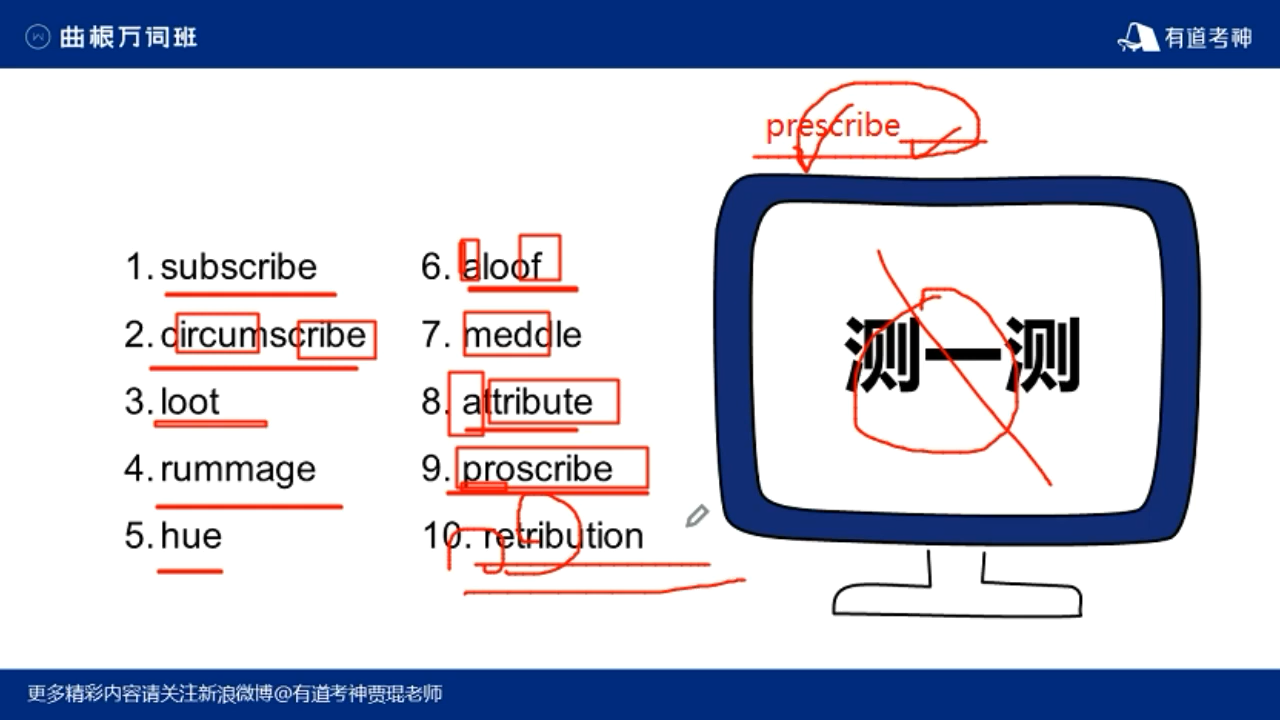 曲根万词班
有道考神
prescribe
1. subscribe
2. circumscribe
3. loot
4. rummage
5. hue
6. aloof
7. meddle
8. attribute
9. proscribe
10. retribution
测一测
更多精彩内容请关注新浪微博@有道考神贾琨老师